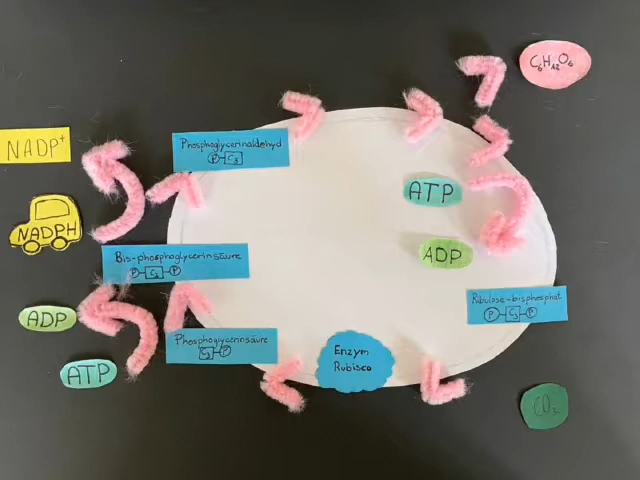 C₆H₁₂O₆
NADP⁺
Phosphoglycerinaldehyd
P C₃
ATP
NADPH
ADP
Bis-phosphoglycerinsäure
P C₃ P
Ribulose-bisphosphat
P C₅ P
ADP
Phosphoglycerinsäure
C₃ P
Enzym
Rubisco
ATP
CO₂